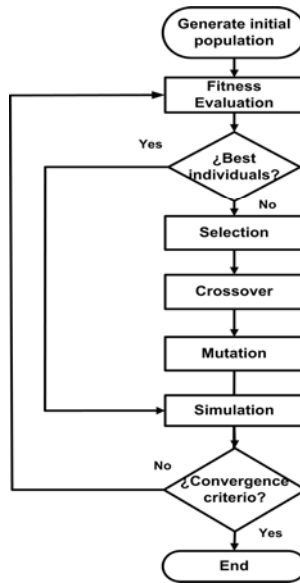 Generate initial
population
Fitness
Evaluation
Yes
¿Best
individuals?
No
Selection
Crossover
Mutation
Simulation
No
¿Convergence
criterio?
Yes
End